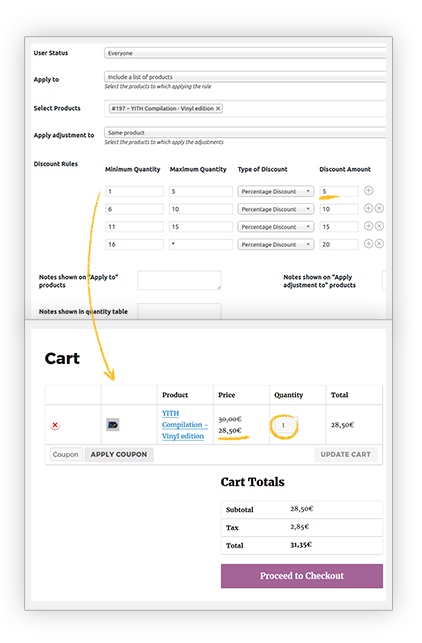 User Status
Everyone
Apply to
Include a list of products
Select the products to which applying the rule
Select Products
#197 – YITH Compilation - Vinyl edition ×
Apply adjustment to
Same product
Select the products to which apply the adjustments
Discount Rules
Minimum Quantity Maximum Quantity Type of Discount Discount Amount
1 5 Percentage Discount 5
6 10 Percentage Discount 10
11 15 Percentage Discount 15
16 * Percentage Discount 20
Notes shown on "Apply to" products
Notes shown on "Apply adjustment to" products
Notes shown in quantity table
Cart
Product Price Quantity Total
YITH Compilation – Vinyl edition
30,00€
28,50€
1
28,50€
Coupon APPLY COUPON UPDATE CART
Cart Totals
Subtotal 28,50€
Tax 2,85€
Total 31,35€
Proceed to Checkout